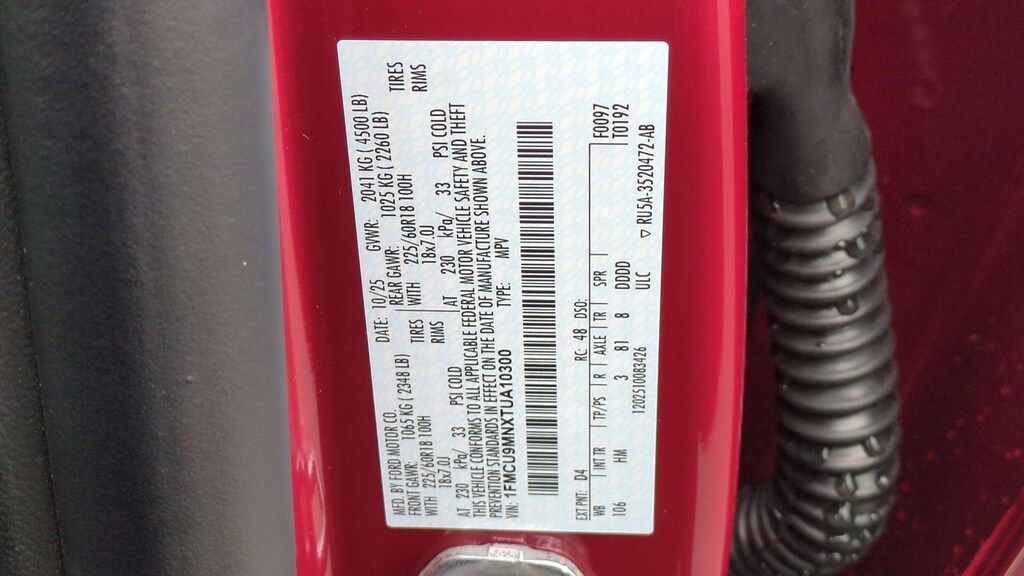 MFD. BY FORD MOTOR CO.
DATE: 10/25 GVWR: 2041 KG ( 4500 LB)
FRONT GAWR: 1065 KG ( 2348 LB) REAR GAWR: 1025 KG ( 2260 LB)
WITH 225/60R18 100H TIRES WITH 225/60R18 100H TIRES
18x7.0J RIMS 18x7.0J RIMS
AT 230 kPa/ 33 PSI COLD AT 230 kPa/ 33 PSI COLD
THIS VEHICLE CONFORMS TO ALL APPLICABLE FEDERAL MOTOR VEHICLE SAFETY AND THEFT
PREVENTION STANDARDS IN EFFECT ON THE DATE OF MANUFACTURE SHOWN ABOVE.
VIN: 1FMCU9MNXTUA10300 TYPE: MPV
EXT PNT: D4 RC: 48 DSO: F0097
WB | INT TR | TP/PS | R | AXLE | TR | SPR T0192
106 HM 3 81 8 DDDD
1202510083426 ULC ▽ RU5A-3520472-AB